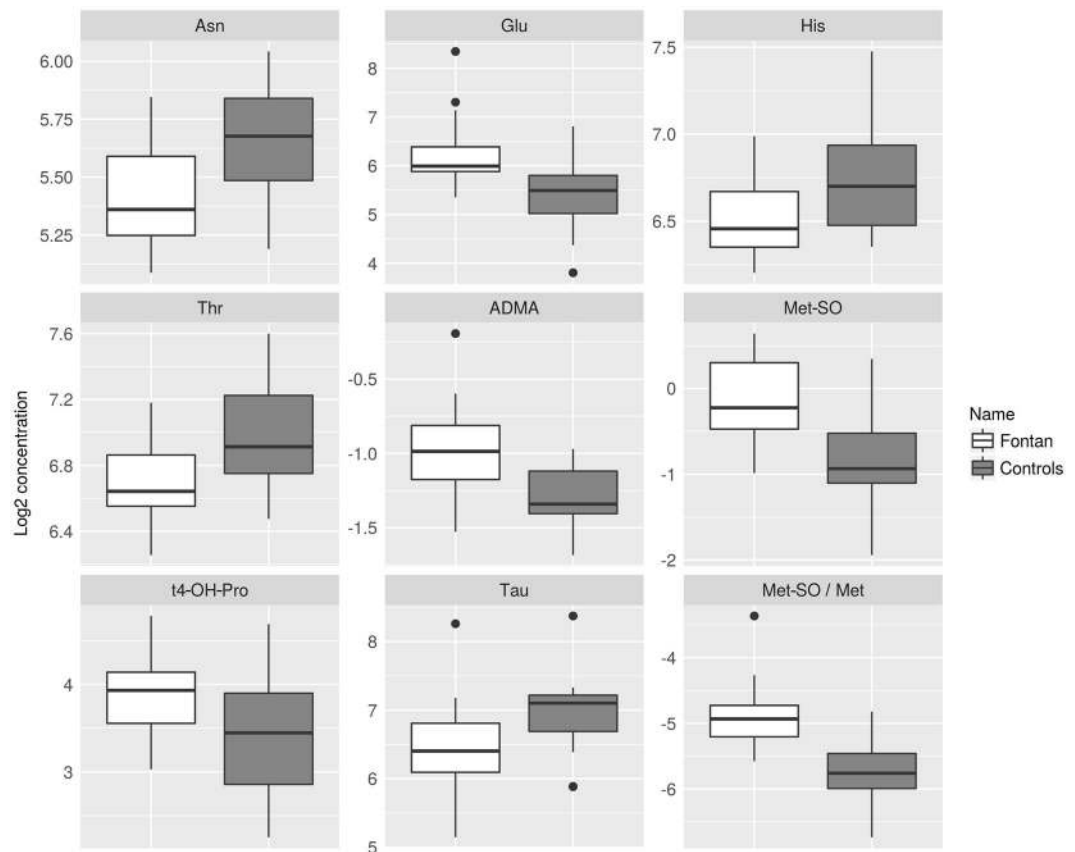 Asn
Glu
His
6.00
5.75
5.50
5.25
8
7
6
5
4
7.5
7.0
6.5
Thr
ADMA
Met-SO
7.6
7.2
6.8
6.4
-0.5
-1.0
-1.5
0
-1
-2
Log2 concentration
Name
Fontan
Controls
t4-OH-Pro
Tau
Met-SO / Met
4
3
8
7
6
5
-4
-5
-6